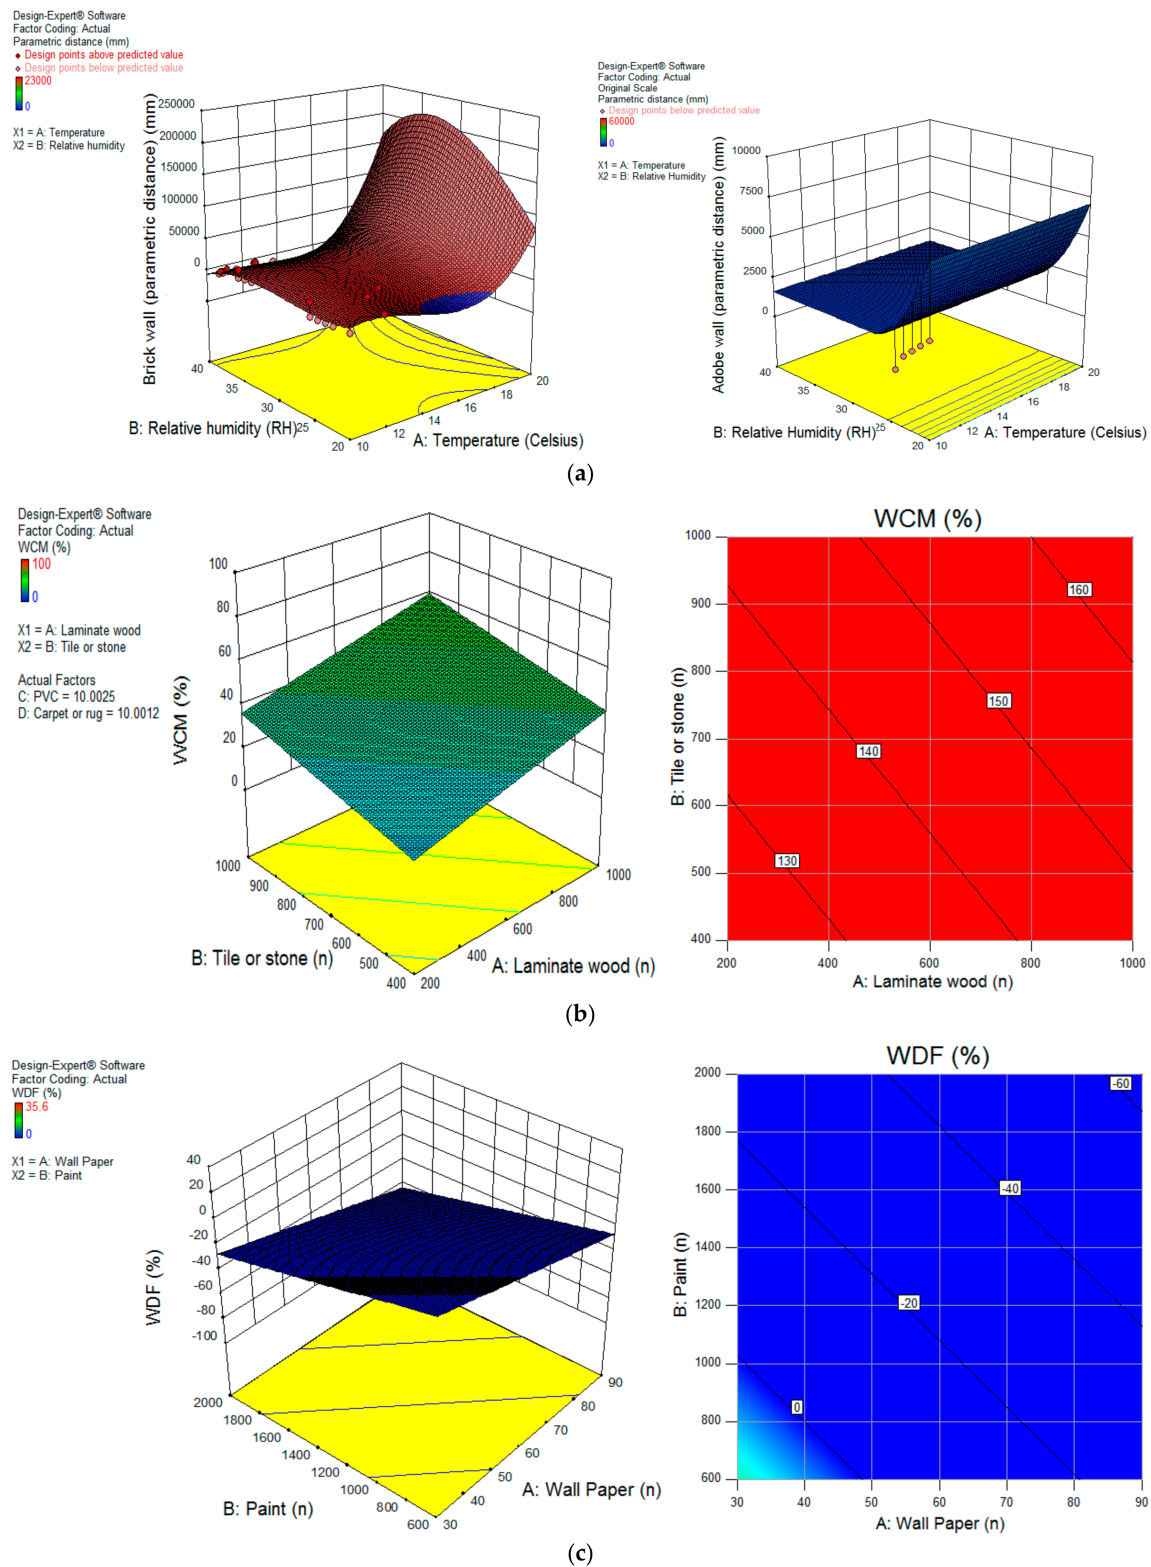 Design-Expert® Software
Factor Coding: Actual
Parametric distance (mm)
Design points above predicted value
Design points below predicted value
23000
0
X1 = A: Temperature
X2 = B: Relative humidity
250000
200000
150000
100000
50000
0
Brick wall (parametric distance) (mm)
40
35
30
25
20
B: Relative humidity (RH)
10
12
14
16
18
20
A: Temperature (Celsius)
Design-Expert® Software
Factor Coding: Actual
Original Scale
Parametric distance (mm)
Design points below predicted value
60000
0
X1 = A: Temperature
X2 = B: Relative Humidity
10000
7500
5000
2500
0
Adobe wall (parametric distance) (mm)
40
35
30
25
20
B: Relative Humidity (RH)
10
12
14
16
18
20
A: Temperature (Celsius)
(a)
Design-Expert® Software
Factor Coding: Actual
WCM (%)
100
0
X1 = A: Laminate wood
X2 = B: Tile or stone
Actual Factors
C: PVC = 10.0025
D: Carpet or rug = 10.0012
100
80
60
40
20
0
WCM (%)
1000
900
800
700
600
500
400
B: Tile or stone (n)
200
400
600
800
1000
A: Laminate wood (n)
WCM (%)
1000
900
800
700
600
500
400
B: Tile or stone (n)
160
150
140
130
200
400
600
800
1000
A: Laminate wood (n)
(b)
Design-Expert® Software
Factor Coding: Actual
WDF (%)
35.6
0
X1 = A: Wall Paper
X2 = B: Paint
40
20
0
-20
-40
-60
-80
-100
WDF (%)
2000
1800
1600
1400
1200
1000
800
600
B: Paint (n)
30
40
50
60
70
80
90
A: Wall Paper (n)
WDF (%)
2000
1800
1600
1400
1200
1000
800
600
B: Paint (n)
-60
-40
-20
0
30
40
50
60
70
80
90
A: Wall Paper (n)
(c)